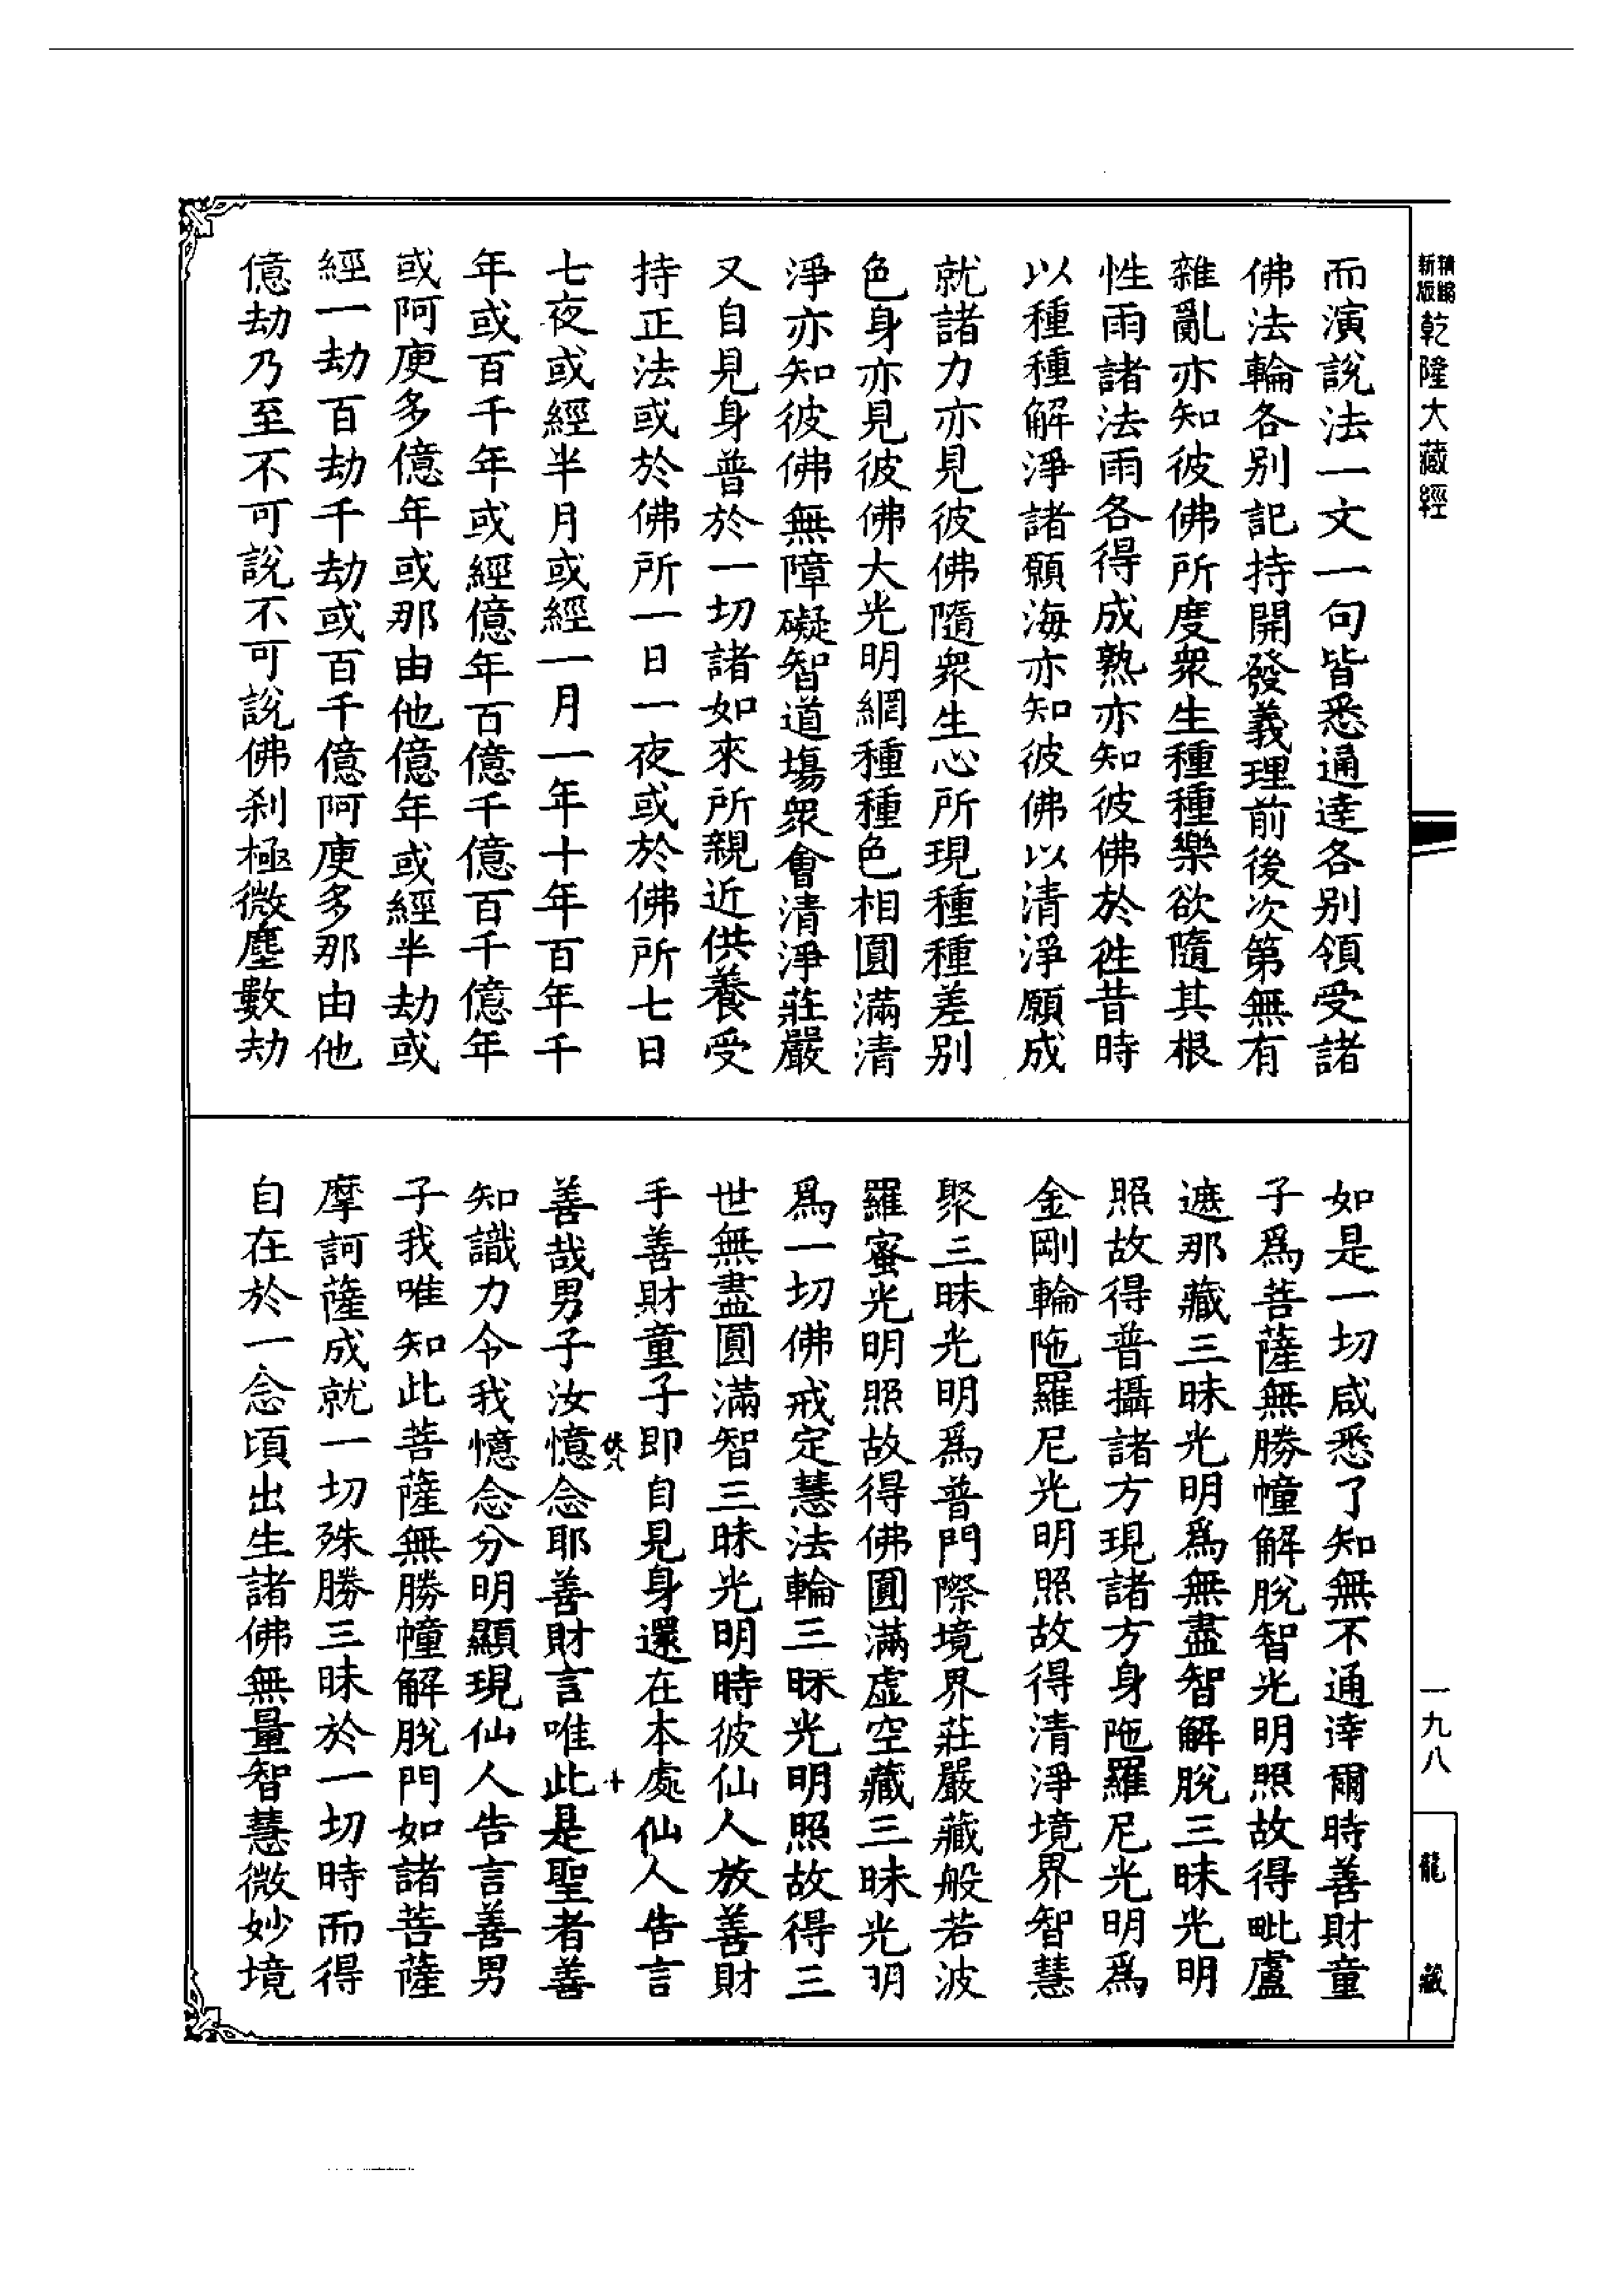 精編
新版
乾隆大藏經
而演說法一文一句皆悉通達各別領受諸
佛法輪各別記持開發義理前後次第無有
雜亂亦知彼佛所度衆生種種樂欲隨其根
性雨諸法雨各得成熟亦知彼佛於徃昔時
以種種解淨諸願海亦知彼佛以清淨願成
就諸力亦見彼佛隨衆生心所現種種差別
色身亦見彼佛大光明網種種色相圓滿清
淨亦知彼佛無障礙智道場衆會清淨莊嚴
又自見身普於一切諸如來所親近供養受
持正法或於佛所一日一夜或於佛所七日
七夜或經半月或經一月一年十年百年千
年或百千年或經億年百億千億百千億年
或阿庾多億年或那由他億年或經半劫或
經一劫百劫千劫或百千億阿庾多那由他
億劫乃至不可說不可說佛刹極微塵數劫
如是一切咸悉了知無不通達爾時善財童
子爲菩薩無勝幢解脫智光明照故得毗盧
遮那藏三昧光明爲無盡智解脫三昧光明
照故得普攝諸方現諸方身陁羅尼光明爲
金剛輪陁羅尼光明照故得清淨境界智慧
聚三昧光明爲普門際境界莊嚴藏般若波
羅蜜光明照故得佛圓滿虛空藏三昧光明
爲一切佛戒定慧法輪三昧光明照故得三
世無盡圓滿智三昧光明時彼仙人放善財
手善財童子即自見身還在本處仙人告言
善哉男子汝憶念耶善財言唯此是聖者善
知識力令我憶念分明顯現仙人告言善男
子我唯知此菩薩無勝幢解脫門如諸菩薩
摩訶薩成就一切殊勝三昧於一切時而得
自在於一念頃出生諸佛無量智慧微妙境
一九八
龍藏